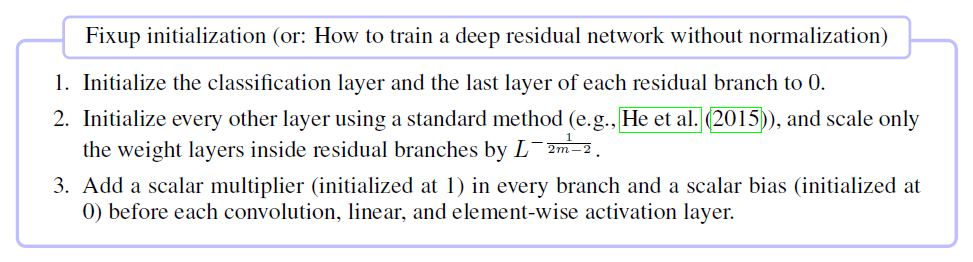 Fixup initialization (or: How to train a deep residual network without normalization)
1. Initialize the classification layer and the last layer of each residual branch to 0.
2. Initialize every other layer using a standard method (e.g., He et al. (2015)), and scale only
the weight layers inside residual branches by $L^{-\frac{1}{2m-2}}$.
3. Add a scalar multiplier (initialized at 1) in every branch and a scalar bias (initialized at
0) before each convolution, linear, and element-wise activation layer.